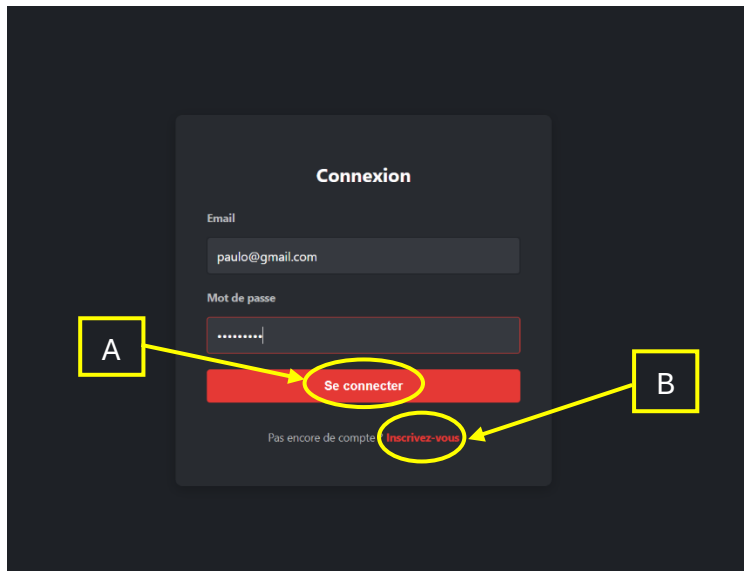 Connexion
Email
paulo@gmail.com
Mot de passe
•••••••••
A
Se connecter
B
Pas encore de compte Inscrivez-vous